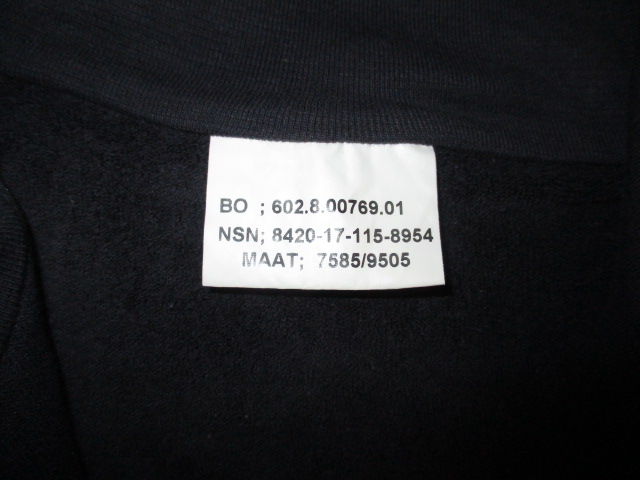 BO ; 602.8.00769.01
NSN; 8420-17-115-8954
MAAT; 7585/9505